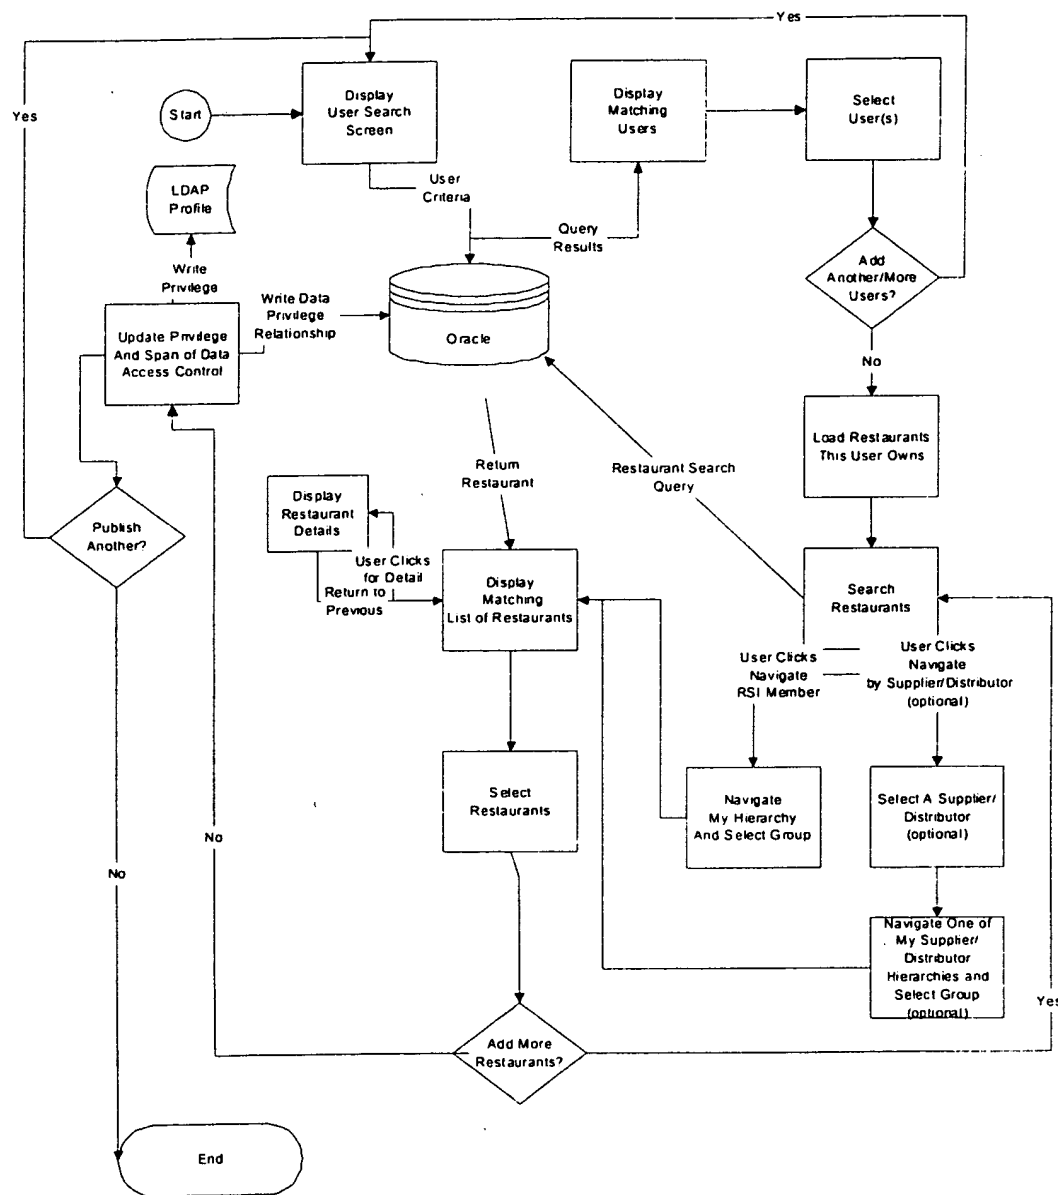 Yes
Yes
Start
Display
User Search
Screen
Display
Matching
Users
Select
User(s)
LDAP
Profile
User
Criteria
Query
Results
Add
Another/More
Users?
Write
Privilege
Write Data
Privilege
Relationship
Update Privilege
And Span of Data
Access Control
Oracle
No
Load Restaurants
This User Owns
Return
Restaurant
Restaurant Search
Query
Display
Restaurant
Details
Publish
Another?
User Clicks
for Detail
Return to
Previous
Display
Matching
List of Restaurants
Search
Restaurants
User Clicks
Navigate
RSI Member
User Clicks
Navigate
by Supplier/Distributor
(optional)
Select
Restaurants
Navigate
My Hierarchy
And Select Group
Select A Supplier/
Distributor
(optional)
No
No
Navigate One of
My Supplier/
Distributor
Hierarchies and
Select Group
(optional)
Yes
Add More
Restaurants?
End